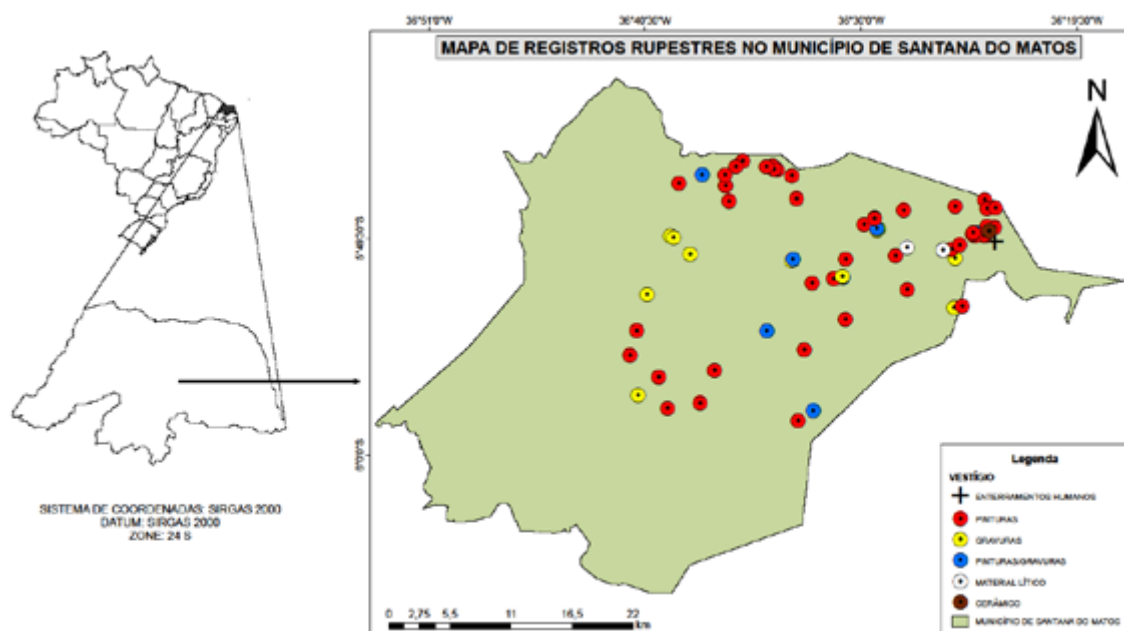 36°51'0"W 36°40'30"W 36°30'0"W 36°19'30"W
MAPA DE REGISTROS RUPESTRES NO MUNICÍPIO DE SANTANA DO MATOS
N
5°49'30"S
6°0'0"S
SISTEMA DE COORDENADAS: SIRGAS 2000
DATUM: SIRGAS 2000
ZONE: 24 S
Legenda
VESTÍGIO
ENTERRAMENTOS HUMANOS
PINTURAS
GRAVURAS
PINTURAS/GRAVURAS
MATERIAL LÍTICO
CERÂMICO
MUNICÍPIO DE SANTANA DO MATOS
0 2,75 5,5 11 16,5 22
km